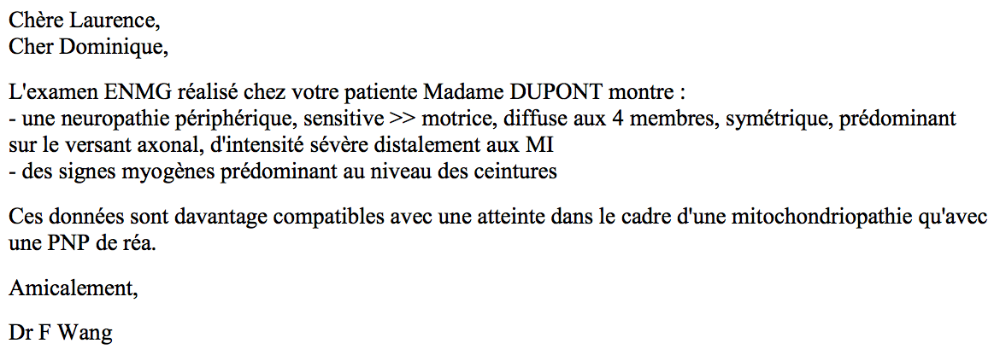 Chère Laurence,
Cher Dominique,
L'examen ENMG réalisé chez votre patiente Madame DUPONT montre :
- une neuropathie périphérique, sensitive >> motrice, diffuse aux 4 membres, symétrique, prédominant
sur le versant axonal, d'intensité sévère distalement aux MI
- des signes myogènes prédominant au niveau des ceintures
Ces données sont davantage compatibles avec une atteinte dans le cadre d'une mitochondriopathie qu'avec
une PNP de réa.
Amicalement,
Dr F Wang